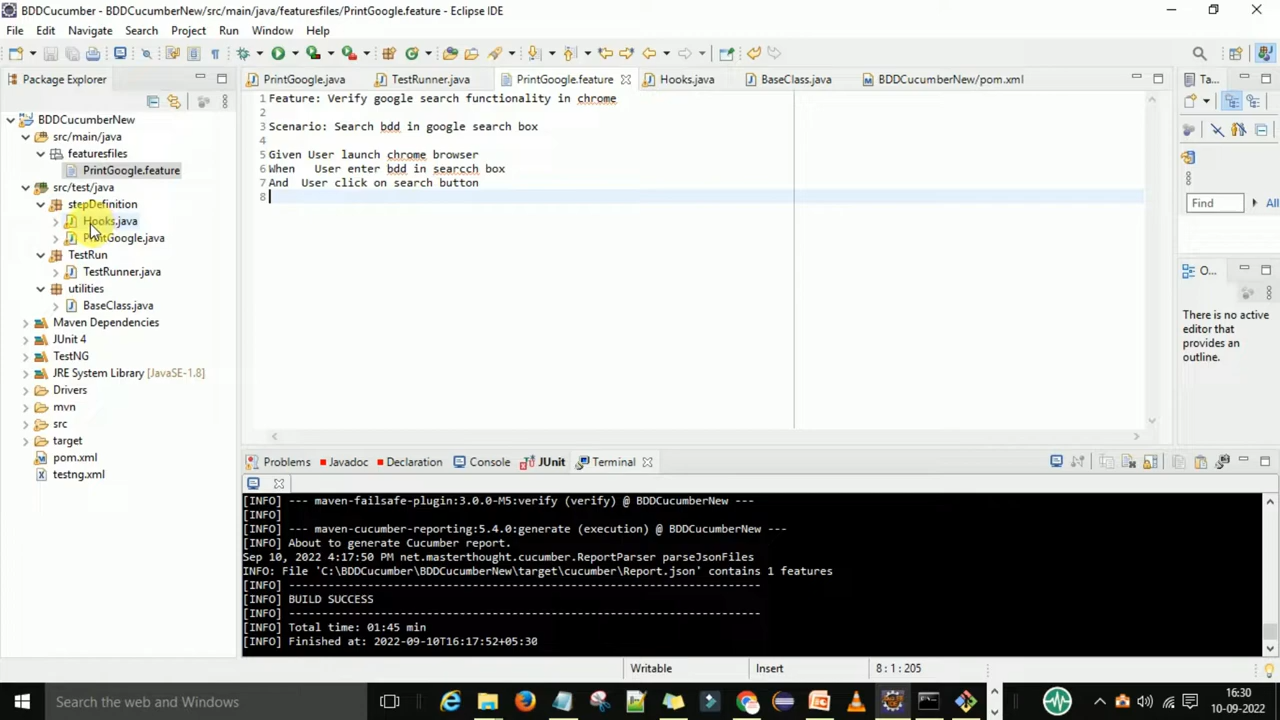 BDDCucumber - BDDCucumberNew/src/main/java/featuresfiles/PrintGoogle.feature - Eclipse IDE
File Edit Navigate Search Project Run Window Help
Package Explorer
PrintGoogle.java TestRunner.java PrintGoogle.feature Hooks.java BaseClass.java BDDCucumberNew/pom.xml
Ta...
BDDCucumberNew
src/main/java
featuresfiles
PrintGoogle.feature
src/test/java
stepDefinition
Hooks.java
PrintGoogle.java
TestRun
TestRunner.java
utilities
BaseClass.java
Maven Dependencies
JUnit 4
TestNG
JRE System Library [JavaSE-1.8]
Drivers
mvn
src
target
pom.xml
testng.xml
1 Feature: Verify google search functionality in chrome
2
3 Scenario: Search bdd in google search box
4
5 Given User launch chrome browser
6 When User enter bdd in searcch box
7 And User click on search button
8
Find
All
O...
There is no active
editor that
provides an
outline.
Problems Javadoc Declaration Console JUnit Terminal
[INFO] --- maven-failsafe-plugin:3.0.0-M5:verify (verify) @ BDDCucumberNew ---
[INFO]
[INFO] --- maven-cucumber-reporting:5.4.0:generate (execution) @ BDDCucumberNew ---
[INFO] About to generate Cucumber report.
Sep 10, 2022 4:17:50 PM net.masterthought.cucumber.ReportParser parseJsonFiles
INFO: File 'C:\BDDCucumber\BDDCucumberNew\target\cucumber\Report.json' contains 1 features
[INFO] ------------------------------------------------------------------------
[INFO] BUILD SUCCESS
[INFO] ------------------------------------------------------------------------
[INFO] Total time: 01:45 min
[INFO] Finished at: 2022-09-10T16:17:52+05:30
Writable Insert 8 : 1 : 205
Search the web and Windows
16:30
10-09-2022